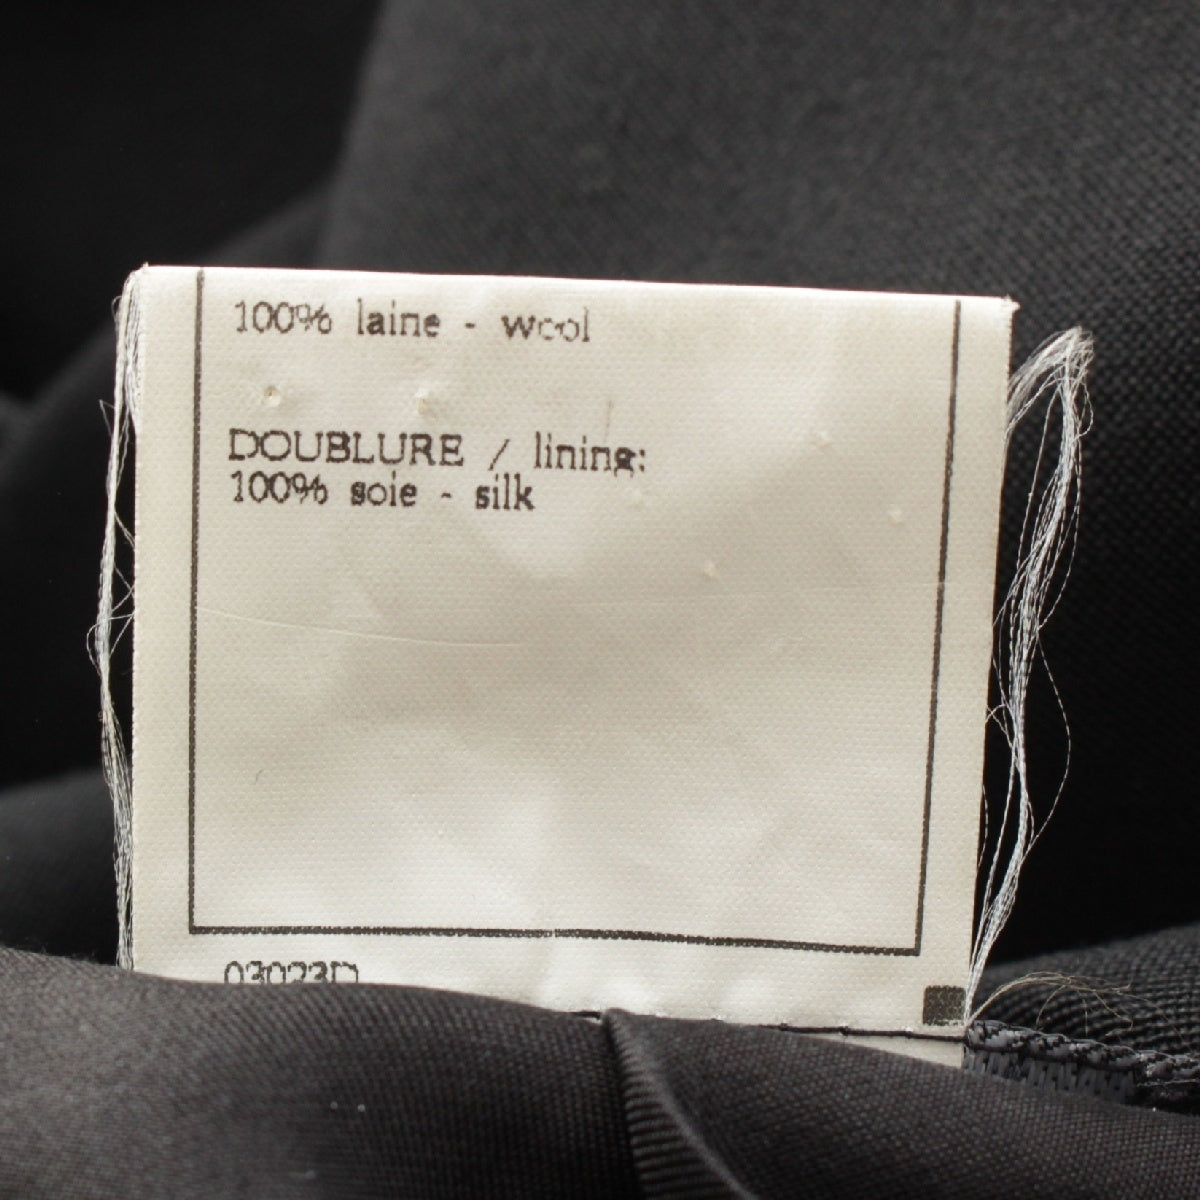 100% laine - wool
DOUBLURE / lining:
100% soie - silk
03023D